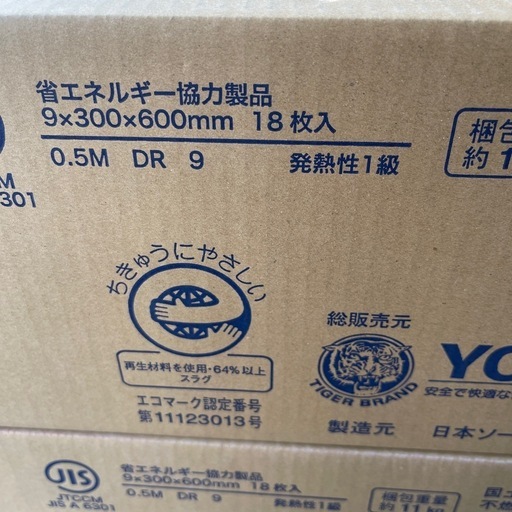 省エネルギー協力製品
9×300×600mm 18枚入
0.5M DR 9 発熱性1級
梱包
約1
M
6301
ちきゅうにやさしい
再生材料を使用・64%以上
スラグ
エコマーク認定番号
第11123013号
総販売元
TIGER BRAND
YO
安全で快適な
製造元 日本ソー
JIS
JTCCM
JIS A 6301
省エネルギー協力製品
9×300×600mm 18枚入
0.5M DR 9 発熱性1級
梱包重量
約11kg
国土
不燃